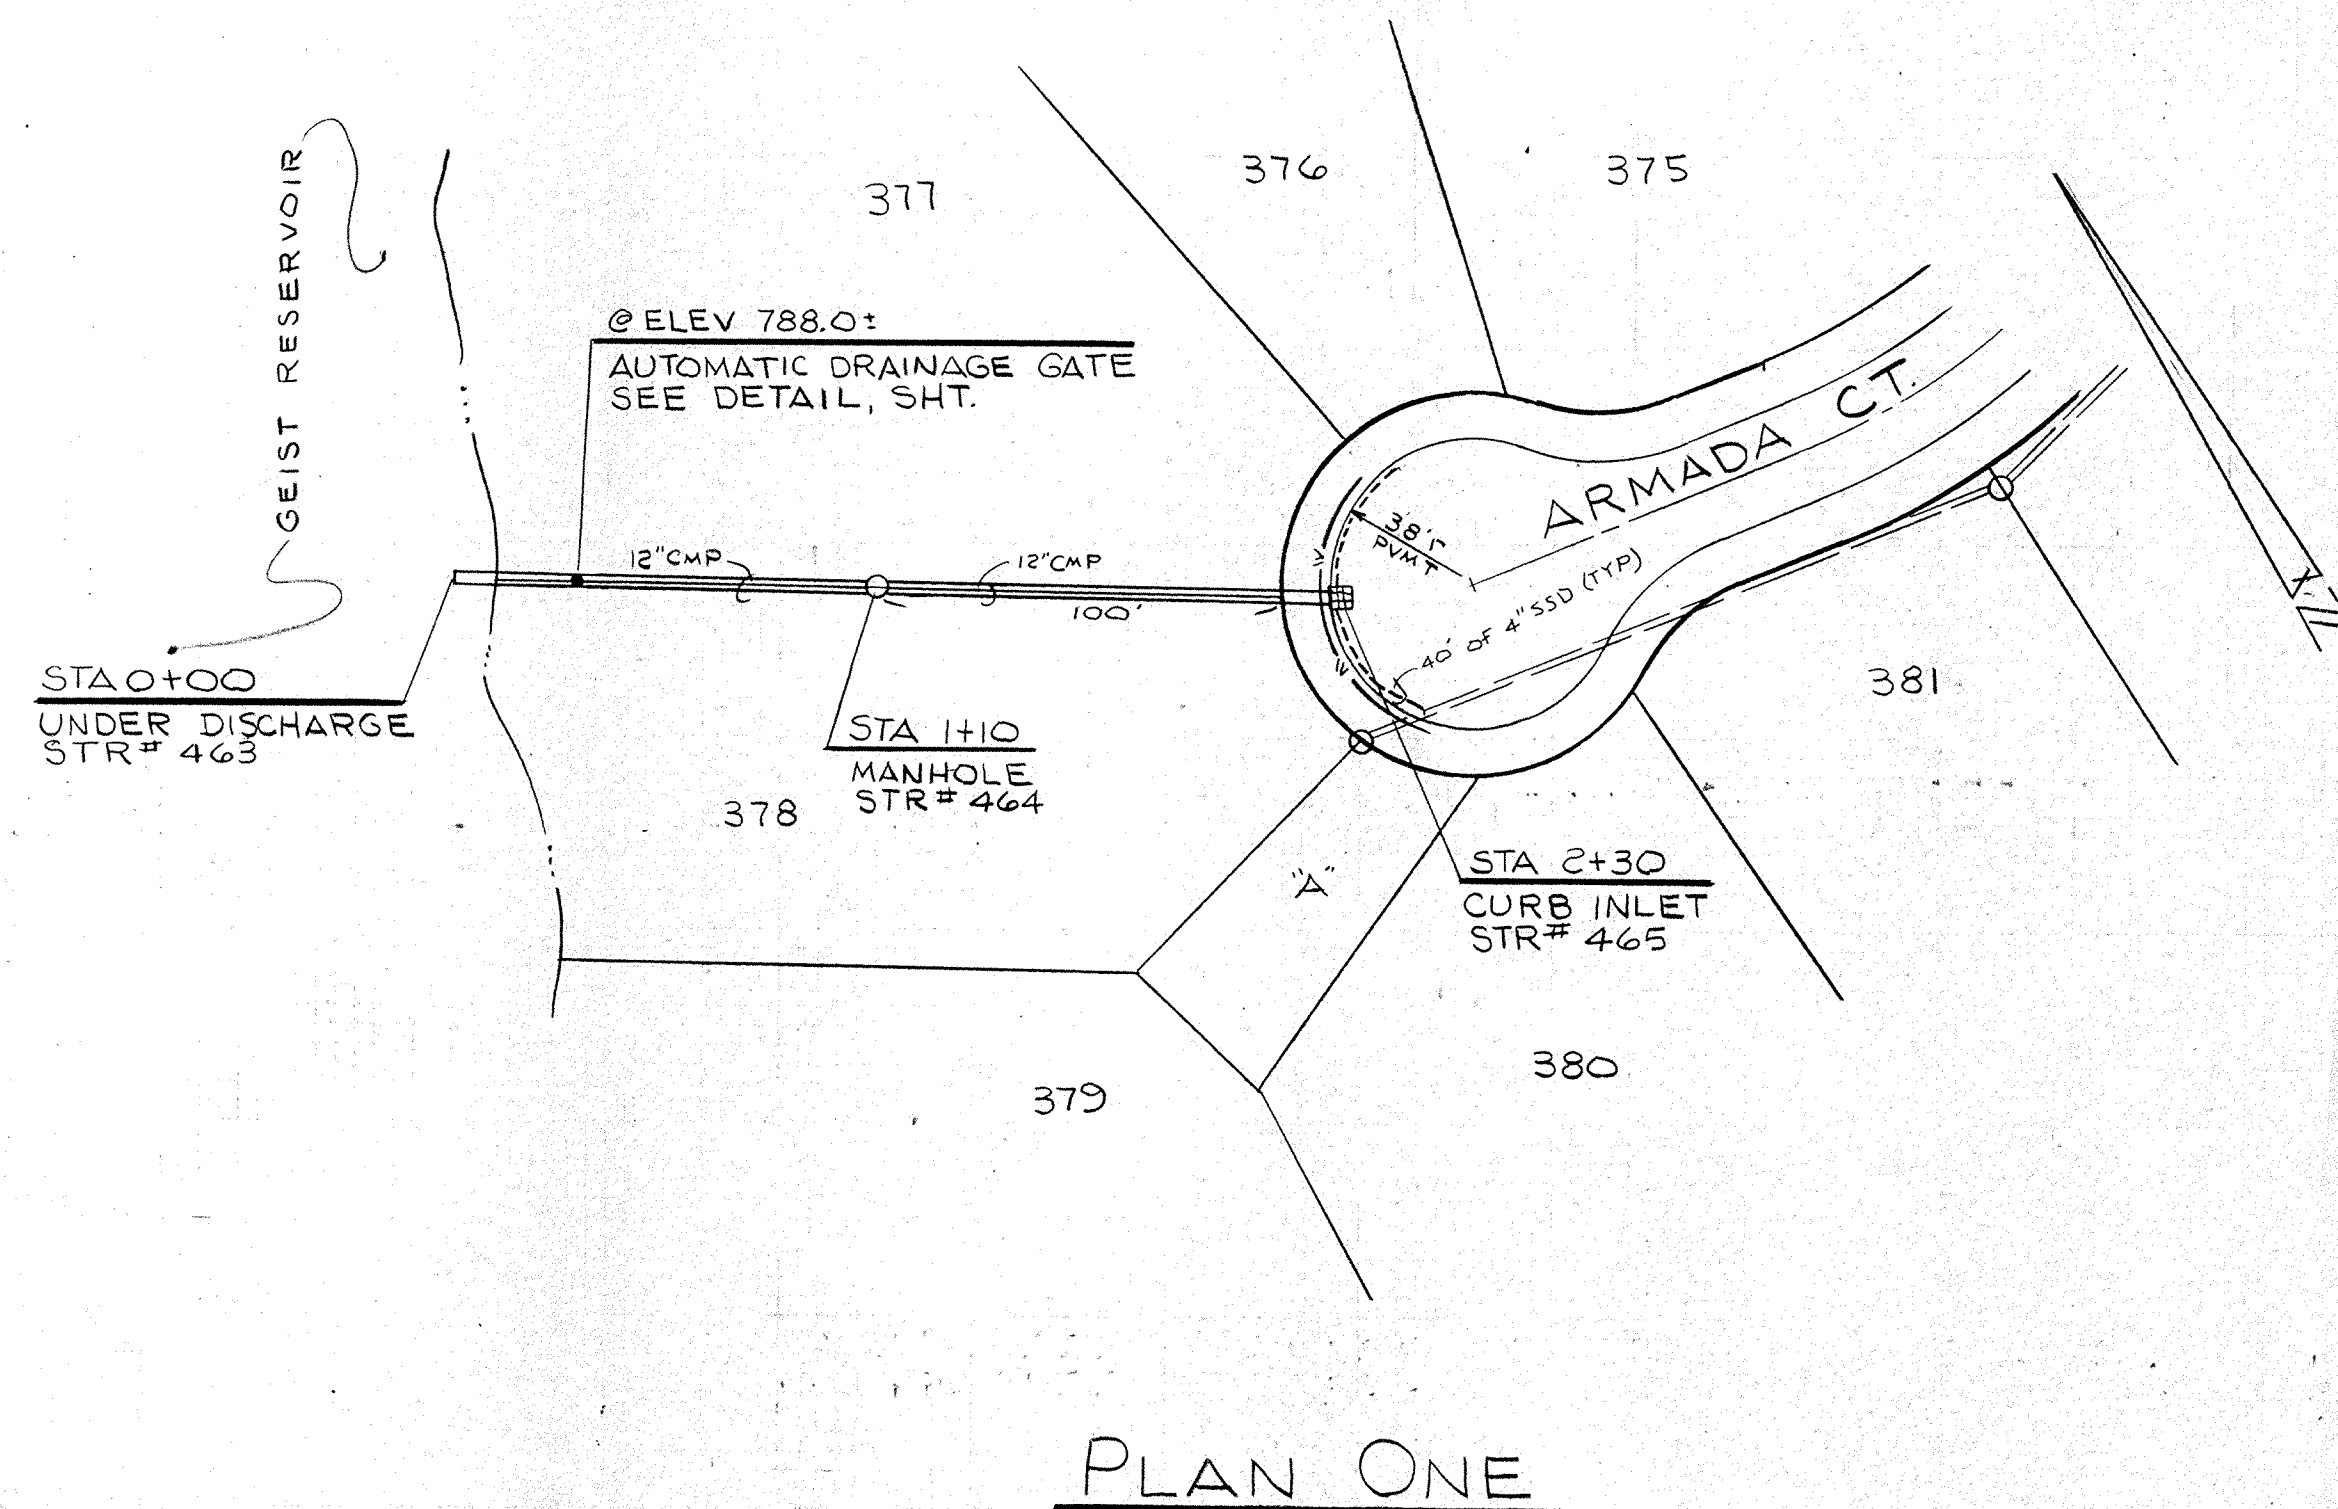 376
375
377
GEIST RESERVOIR
@ ELEV 788.0±
AUTOMATIC DRAINAGE GATE
SEE DETAIL, SHT.
ARMADA CT.
38'r
PVMT
12"CMP
12"CMP
100'
40' OF 4" SSD (TYP)
STA 0+00
UNDER DISCHARGE
STR# 463
381
STA 1+10
MANHOLE
STR# 464
378
STA 2+30
CURB INLET
STR# 465
"A"
380
379
PLAN ONE